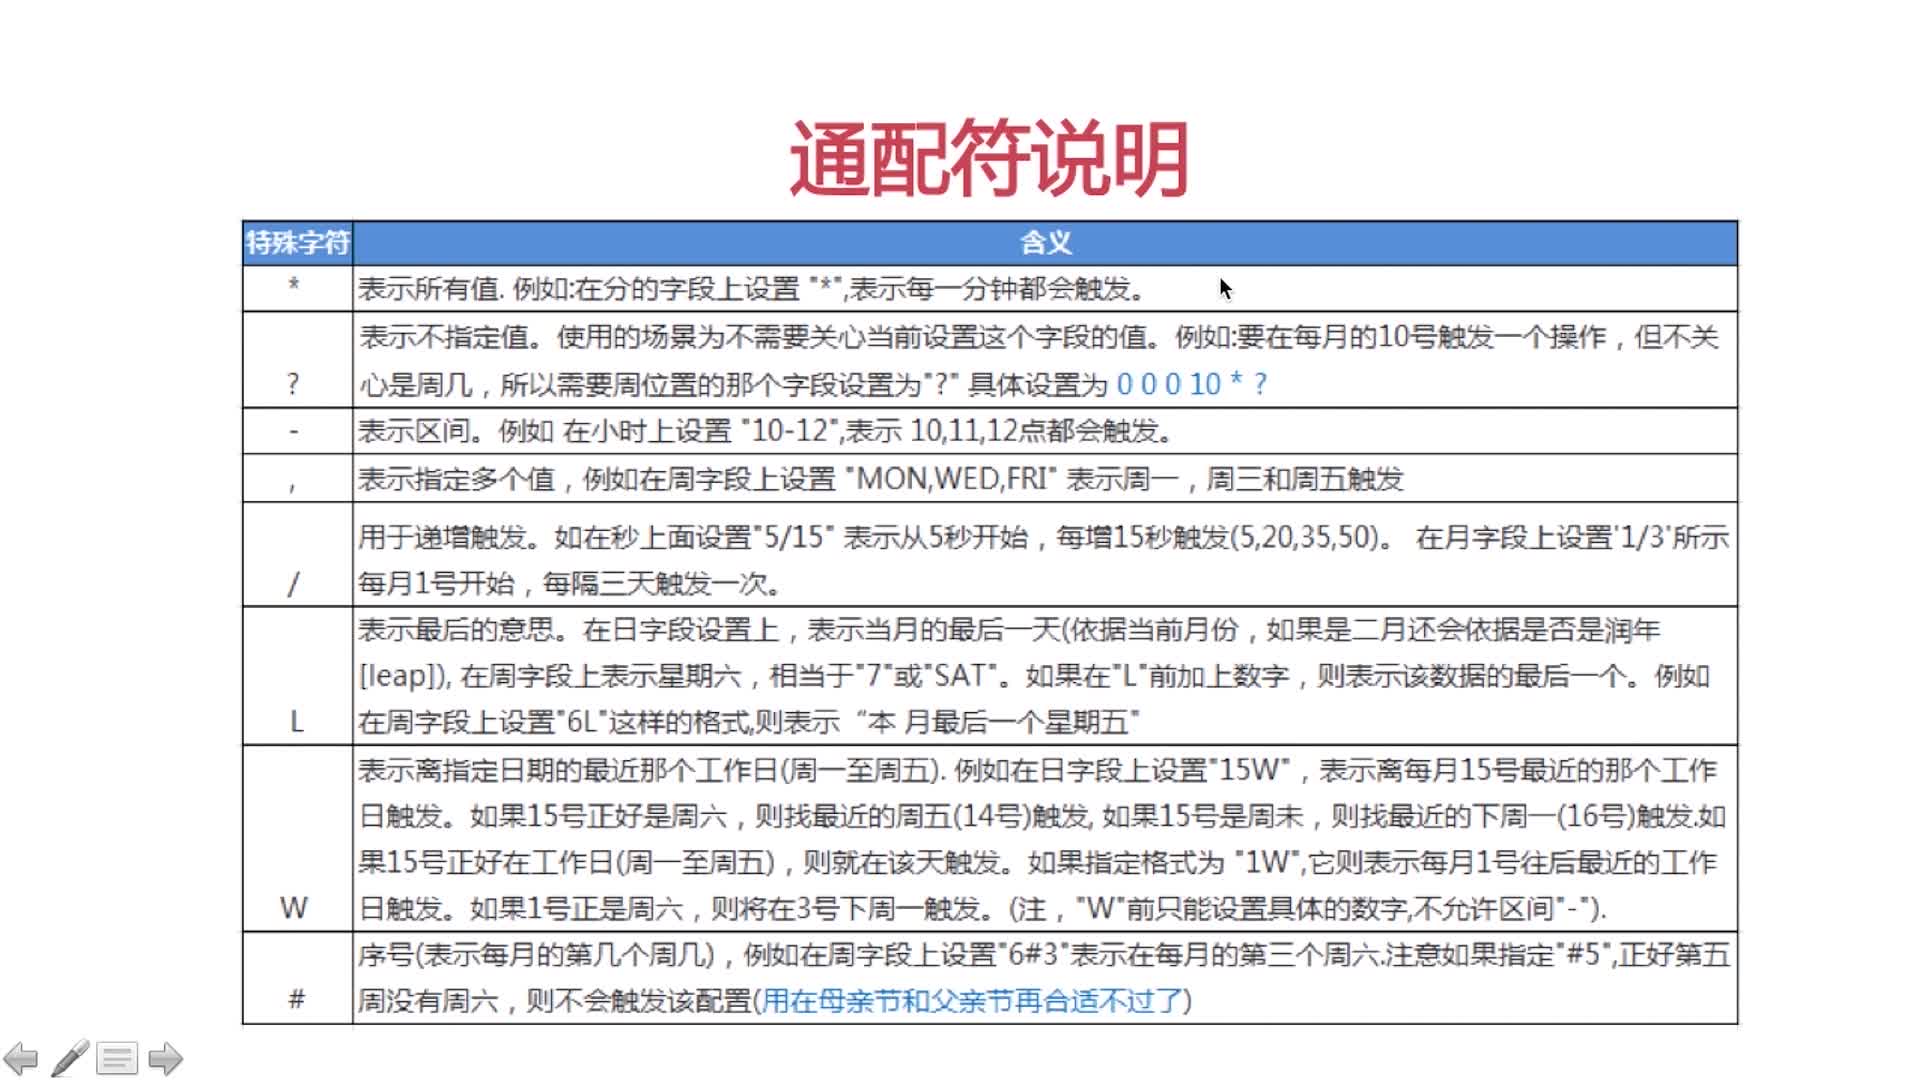 通配符说明
特殊字符 含义
* 表示所有值. 例如:在分的字段上设置 "*",表示每一分钟都会触发。
表示不指定值。使用的场景为不需要关心当前设置这个字段的值。例如:要在每月的10号触发一个操作，但不关
? 心是周几，所以需要周位置的那个字段设置为"?" 具体设置为 0 0 0 10 * ?
- 表示区间。例如 在小时上设置 "10-12",表示 10,11,12点都会触发。
, 表示指定多个值，例如在周字段上设置 "MON,WED,FRI" 表示周一，周三和周五触发
用于递增触发。如在秒上面设置"5/15" 表示从5秒开始，每增15秒触发(5,20,35,50)。 在月字段上设置'1/3'所示
/ 每月1号开始，每隔三天触发一次。
表示最后的意思。在日字段设置上，表示当月的最后一天(依据当前月份，如果是二月还会依据是否是润年
[leap]), 在周字段上表示星期六，相当于"7"或"SAT"。如果在"L"前加上数字，则表示该数据的最后一个。例如
L 在周字段上设置"6L"这样的格式,则表示“本 月最后一个星期五"
表示离指定日期的最近那个工作日(周一至周五). 例如在日字段上设置"15W"，表示离每月15号最近的那个工作
日触发。如果15号正好是周六，则找最近的周五(14号)触发, 如果15号是周未，则找最近的下周一(16号)触发.如
果15号正好在工作日(周一至周五)，则就在该天触发。如果指定格式为 "1W",它则表示每月1号往后最近的工作
W 日触发。如果1号正是周六，则将在3号下周一触发。(注，"W"前只能设置具体的数字,不允许区间"-").
序号(表示每月的第几个周几)，例如在周字段上设置"6#3"表示在每月的第三个周六.注意如果指定"#5",正好第五
# 周没有周六，则不会触发该配置(用在母亲节和父亲节再合适不过了)